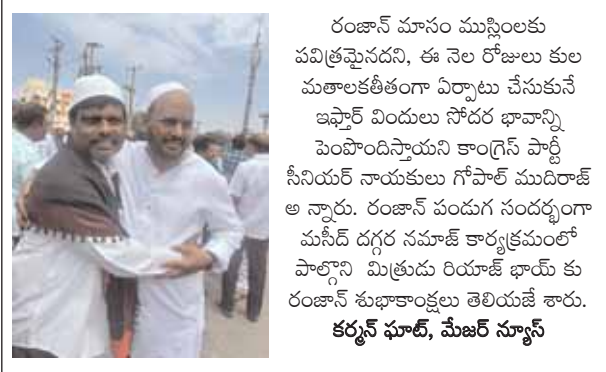 రంజాన్ మాసం ముస్లింలకు
పవిత్రమైనదని, ఈ నెల రోజులు కుల
మతాలకతీతంగా ఏర్పాటు చేసుకునే
ఇఫ్తార్ విందులు సోదర భావాన్ని
పెంపొందిస్తాయని కాంగ్రెస్ పార్టీ
సీనియర్ నాయకులు గోపాల్ ముదిరాజ్
అ న్నారు. రంజాన్ పండుగ సందర్భంగా
మసీద్ దగ్గర నమాజ్ కార్యక్రమంలో
పాల్గొని మిత్రుడు రియాజ్ భాయ్ కు
రంజాన్ శుభాకాంక్షలు తెలియజే శారు.
కర్మన్ ఘాట్, మేజర్ న్యూస్